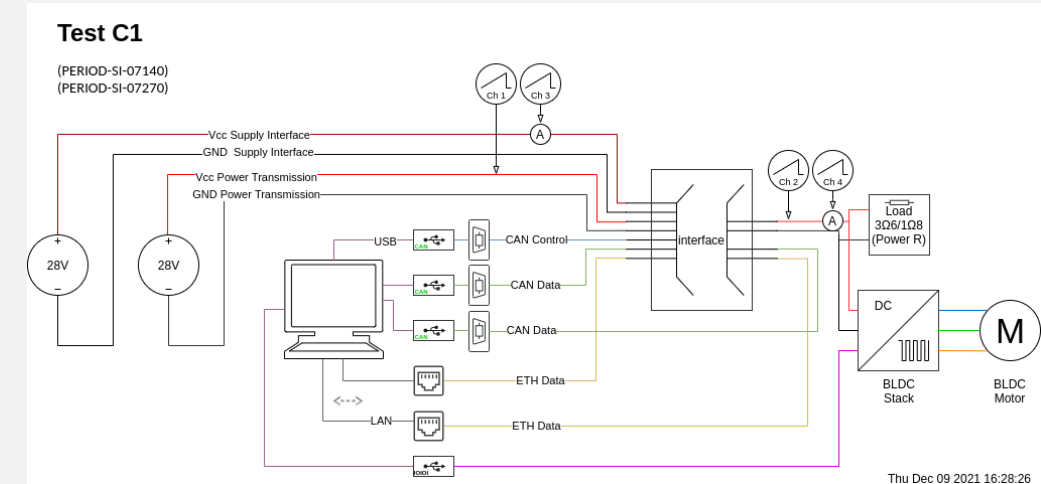 Test C1
(PERIOD-SI-07140)
(PERIOD-SI-07270)
Ch 1
Ch 3
Vcc Supply Interface
A
GND Supply Interface
Vcc Power Transmission
GND Power Transmission
Ch 2
Ch 4
A
Load
3Ω6/1Ω8
(Power R)
+
28V
−
+
28V
−
USB
CAN
CAN Control
interface
CAN
CAN Data
CAN
CAN Data
DC
M
BLDC
Stack
BLDC
Motor
ETH Data
LAN
ETH Data
IOIOI
Thu Dec 09 2021 16:28:26